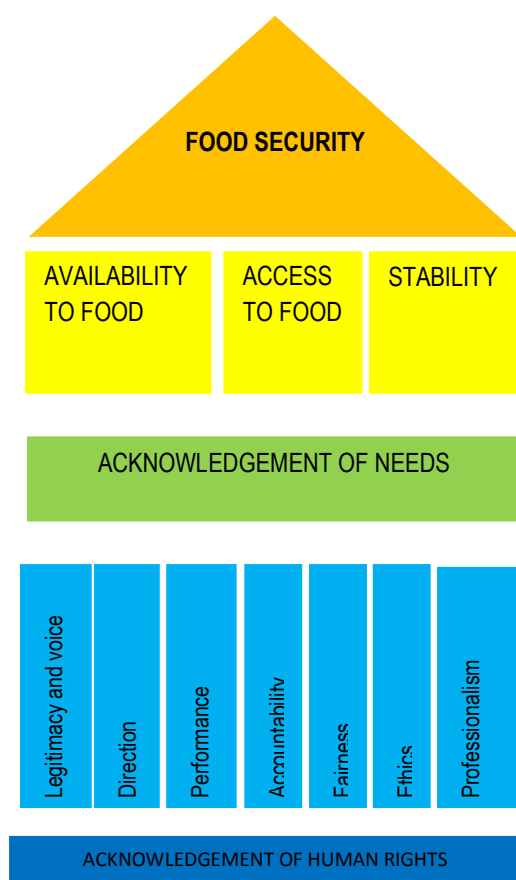 FOOD SECURITY
AVAILABILITY
TO FOOD
ACCESS
TO FOOD
STABILITY
ACKNOWLEDGEMENT OF NEEDS
Legitimacy and voice
Direction
Performance
Accountability
Fairness
Ethics
Professionalism
ACKNOWLEDGEMENT OF HUMAN RIGHTS